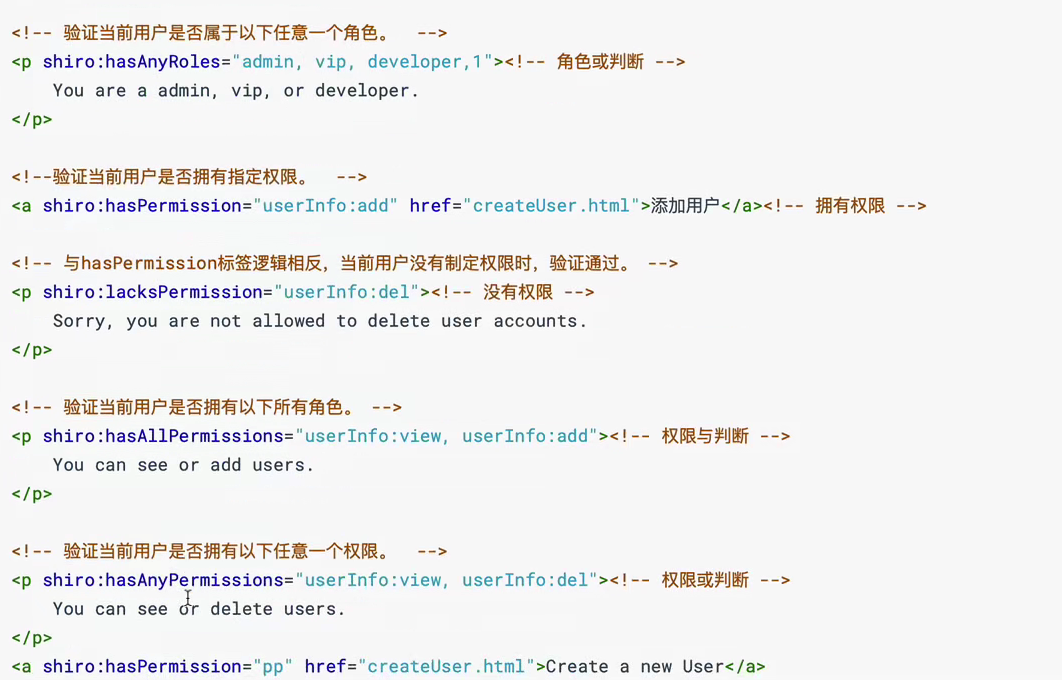 <!-- 验证当前用户是否属于以下任意一个角色。  -->
<p shiro:hasAnyRoles="admin, vip, developer,1"><!-- 角色或判断 -->
    You are a admin, vip, or developer.
</p>
<!--验证当前用户是否拥有指定权限。  -->
<a shiro:hasPermission="userInfo:add" href="createUser.html">添加用户</a><!-- 拥有权限 -->
<!-- 与hasPermission标签逻辑相反，当前用户没有制定权限时，验证通过。 -->
<p shiro:lacksPermission="userInfo:del"><!-- 没有权限 -->
    Sorry, you are not allowed to delete user accounts.
</p>
<!-- 验证当前用户是否拥有以下所有角色。 -->
<p shiro:hasAllPermissions="userInfo:view, userInfo:add"><!-- 权限与判断 -->
    You can see or add users.
</p>
<!-- 验证当前用户是否拥有以下任意一个权限。  -->
<p shiro:hasAnyPermissions="userInfo:view, userInfo:del"><!-- 权限或判断 -->
    You can see or delete users.
</p>
<a shiro:hasPermission="pp" href="createUser.html">Create a new User</a>